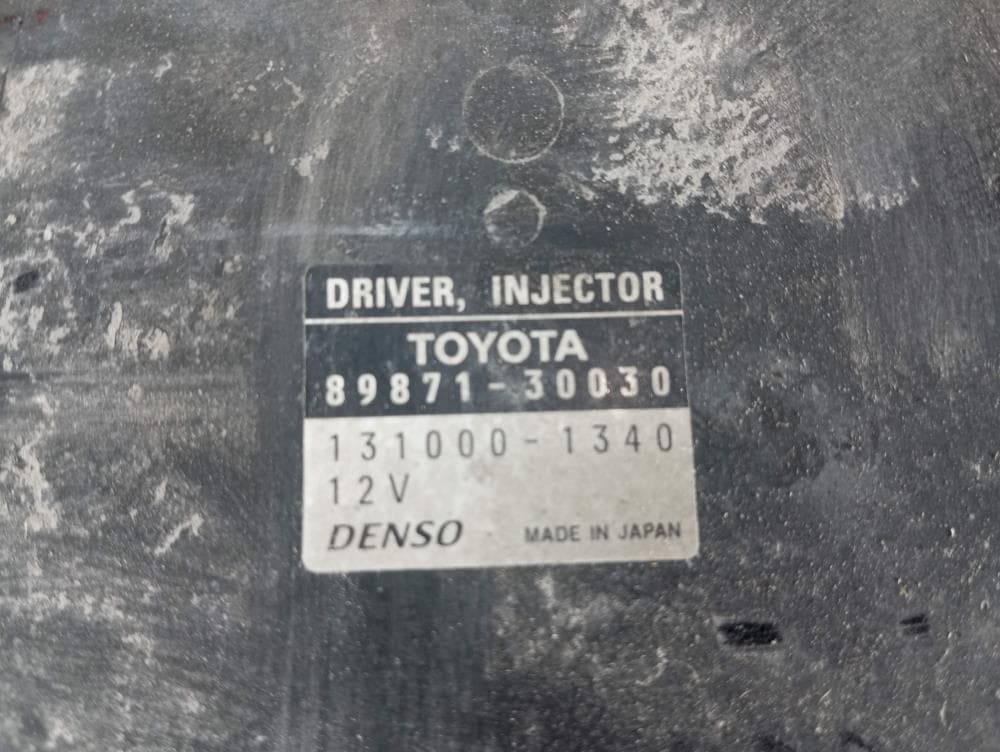 DRIVER, INJECTOR
TOYOTA
89871-30030
131000-1340
12V
DENSO MADE IN JAPAN